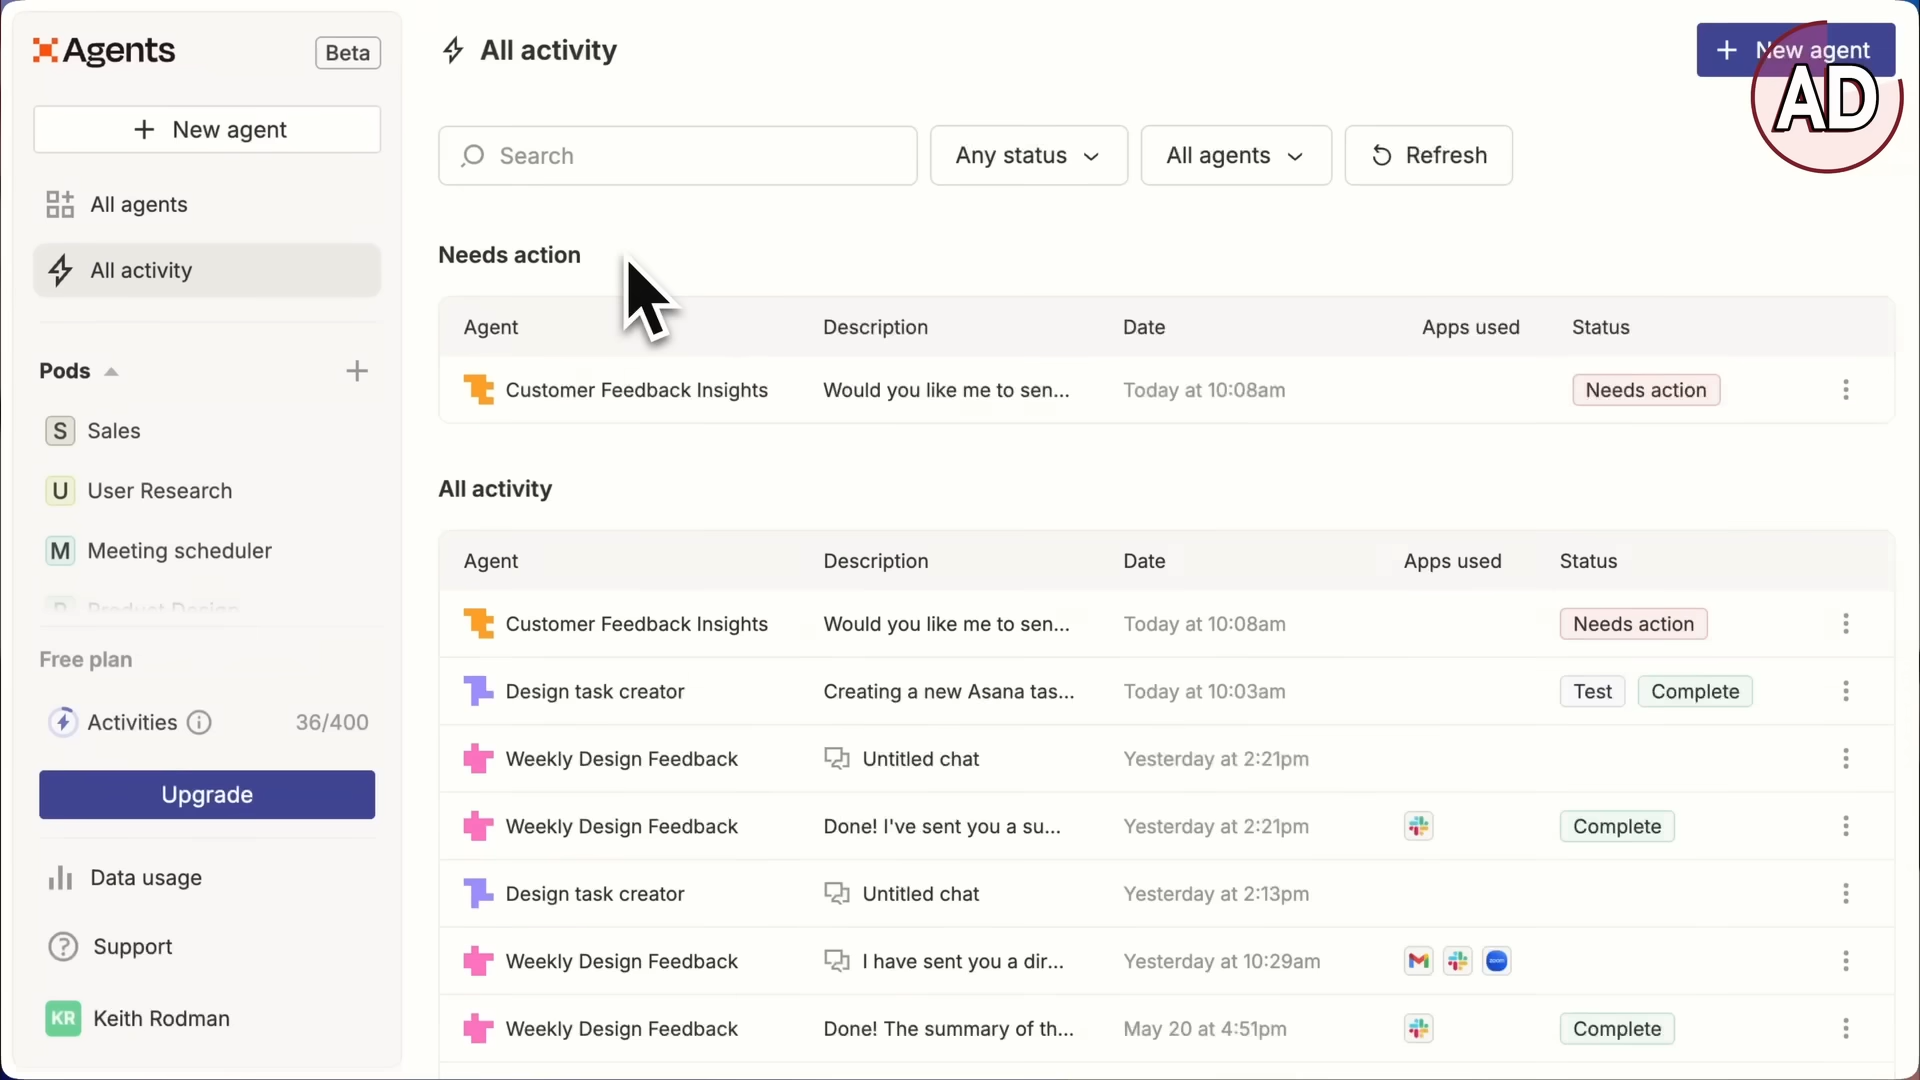 Agents
Beta
+ New agent
All agents
All activity
Pods
S Sales
U User Research
M Meeting scheduler
Product Design
Free plan
Activities 36/400
Upgrade
Data usage
Support
KR Keith Rodman
All activity
+ New agent
AD
Search
Any status
All agents
Refresh
Needs action
Agent Description Date Apps used Status
Customer Feedback Insights Would you like me to sen... Today at 10:08am Needs action
All activity
Agent Description Date Apps used Status
Customer Feedback Insights Would you like me to sen... Today at 10:08am Needs action
Design task creator Creating a new Asana tas... Today at 10:03am Test Complete
Weekly Design Feedback Untitled chat Yesterday at 2:21pm
Weekly Design Feedback Done! I've sent you a su... Yesterday at 2:21pm Complete
Design task creator Untitled chat Yesterday at 2:13pm
Weekly Design Feedback I have sent you a dir... Yesterday at 10:29am zoom
Weekly Design Feedback Done! The summary of th... May 20 at 4:51pm Complete